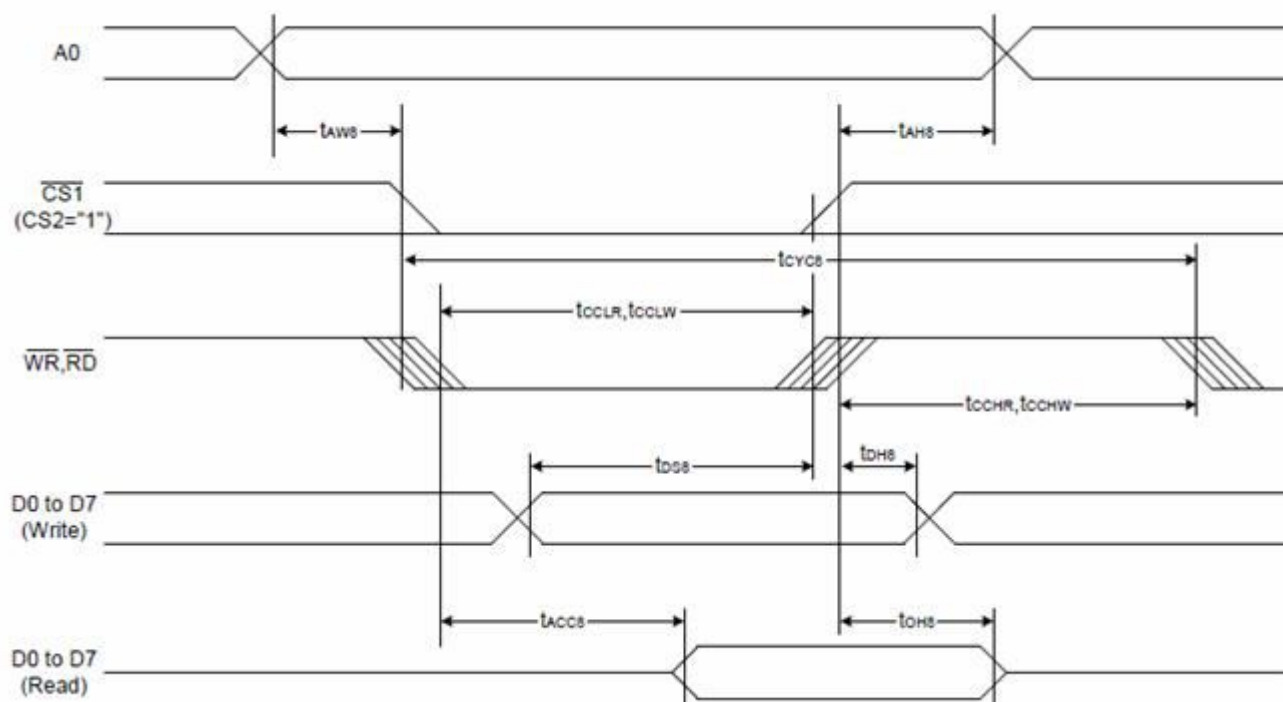 A0
tAW8
tAH8
CS1
(CS2="1")
tCYC8
tCCLR,tCCLW
WR,RD
tCCHR,tCCHW
tDS8
tDH8
D0 to D7
(Write)
tACC8
tOH8
D0 to D7
(Read)